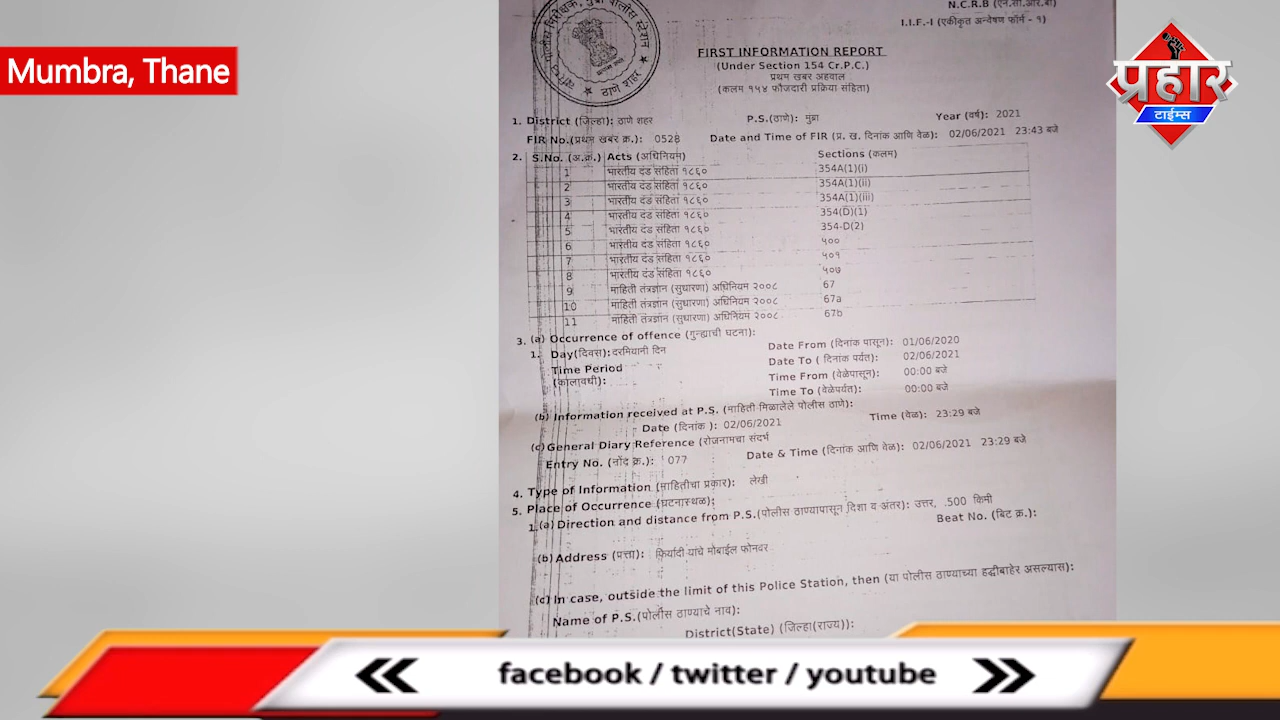 N.C.R.B (एन.सी.आर.बी)
I.I.F.-I (एकीकृत अन्वेषण फॉर्म - १)
Mumbra, Thane
प्रहार
टाईम्स
ठाणे शहर
FIRST INFORMATION REPORT
(Under Section 154 Cr.P.C.)
प्रथम खबर अहवाल
(कलम १५४ फौजदारी प्रक्रिया संहिता)
1. District (जिल्हा): ठाणे शहर P.S.(ठाणे): मुंब्रा Year (वर्ष): 2021
FIR No.(प्रथम खबर क्र.): 0528 Date and Time of FIR (प्र. ख. दिनांक आणि वेळ): 02/06/2021 23:43 बजे
2. S.No. (अ.क्र.) Acts (अधिनियम) Sections (कलम)
1 भारतीय दंड संहिता १८६० 354A(1)(i)
2 भारतीय दंड संहिता १८६० 354A(1)(ii)
3 भारतीय दंड संहिता १८६० 354A(1)(iii)
4 भारतीय दंड संहिता १८६० 354(D)(1)
5 भारतीय दंड संहिता १८६० 354-D(2)
6 भारतीय दंड संहिता १८६० ५००
7 भारतीय दंड संहिता १८६० ५०९
8 भारतीय दंड संहिता १८६० ५०७
9 माहिती तंत्रज्ञान (सुधारणा) अधिनियम २००८ 67
10 माहिती तंत्रज्ञान (सुधारणा) अधिनियम २००८ 67a
11 माहिती तंत्रज्ञान (सुधारणा) अधिनियम २००८ 67b
3. (a) Occurrence of offence (गुन्ह्याची घटना):
1. Day(दिवस): दरमियानी दिन Date From (दिनांक पासून): 01/06/2020
Time Period Date To ( दिनांक पर्यंत): 02/06/2021
(कालावधी): Time From (वेळेपासून): 00:00 बजे
Time To (वेळेपर्यंत): 00:00 बजे
(b) Information received at P.S. (माहिती मिळालेले पोलीस ठाणे):
Date (दिनांक ): 02/06/2021 Time (वेळ): 23:29 बजे
(c) General Diary Reference (रोजनामचा संदर्भ
Entry No. (नोंद क्र.): 077 Date & Time (दिनांक आणि वेळ): 02/06/2021 23:29 बजे
4. Type of Information (माहितीचा प्रकार): लेखी
5. Place of Occurrence (घटनास्थळ):
1.(a) Direction and distance from P.S.(पोलीस ठाण्यापासून दिशा व अंतर): उत्तर, .500 किमी
Beat No. (बिट क्र.):
(b) Address (पत्ता): फिर्यादी यांचे मोबाईल फोनवर
(c) In case, outside the limit of this Police Station, then (या पोलीस ठाण्याच्या हद्दीबाहेर असल्यास):
Name of P.S.(पोलीस ठाण्याचे नाव):
District(State) (जिल्हा(राज्य)):
facebook / twitter / youtube